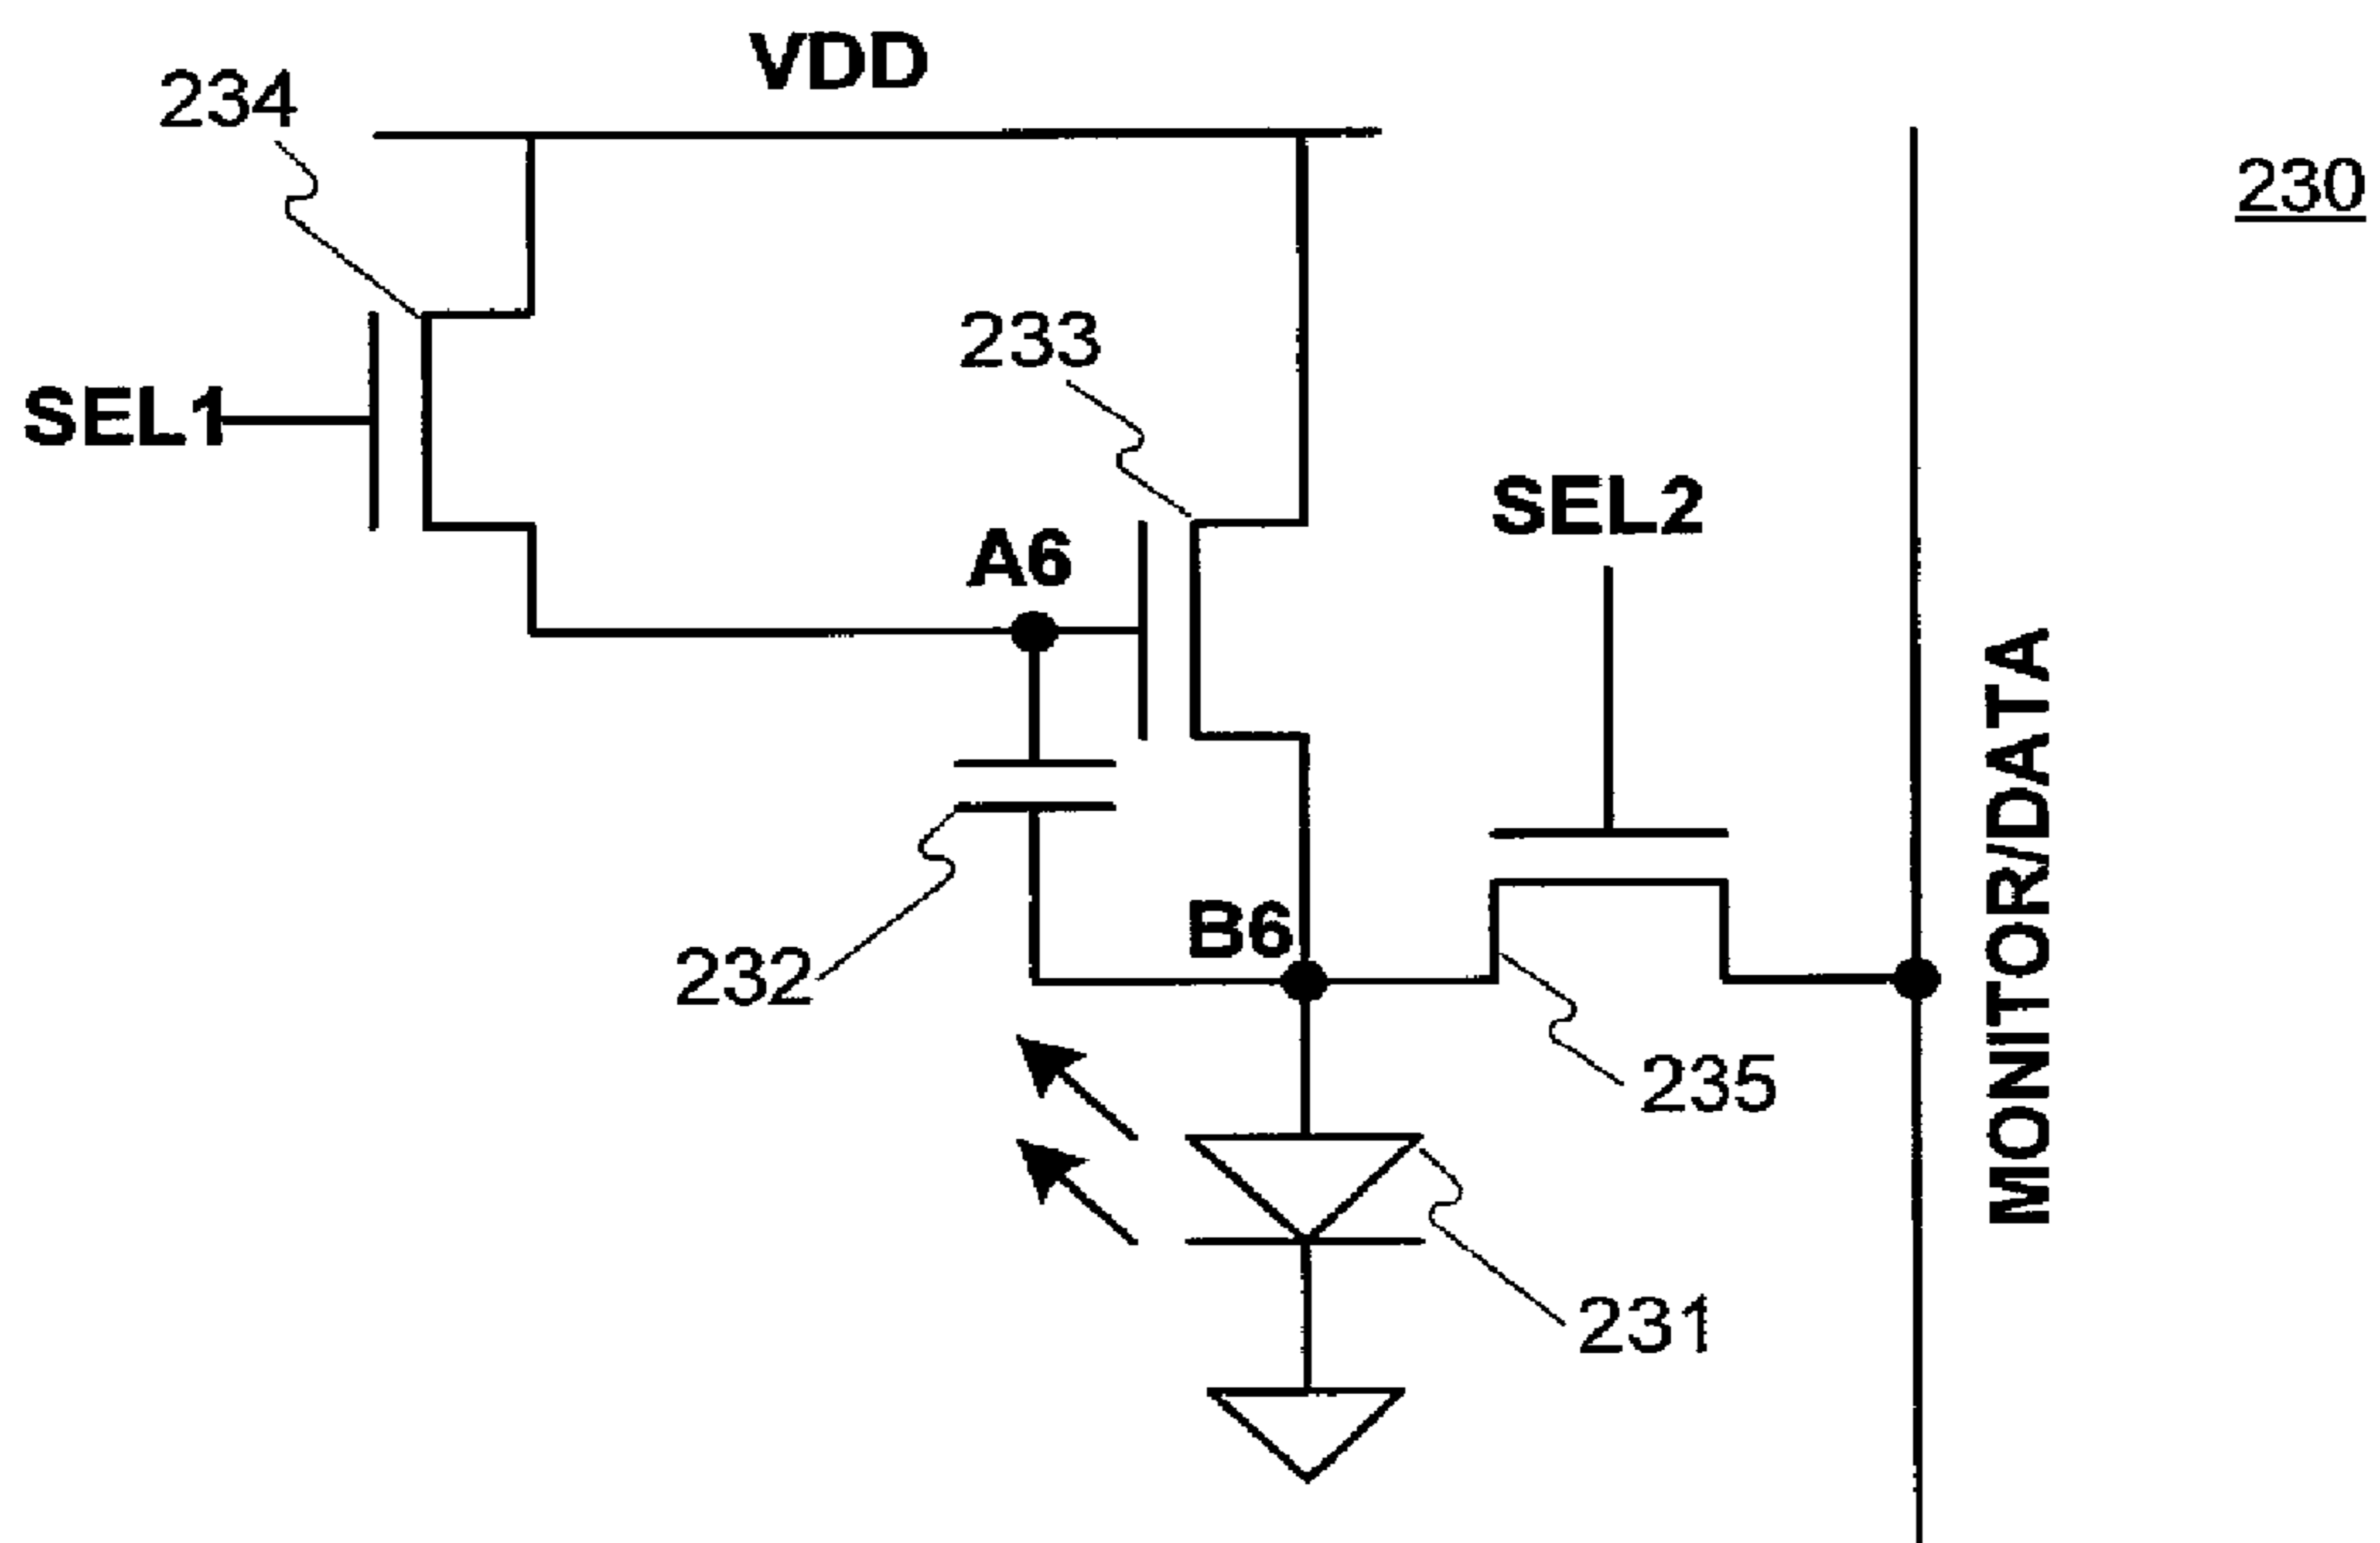 VDD
234
230
233
SEL1
SEL2
A6
MONITOR/DATA
B6
232
235
231